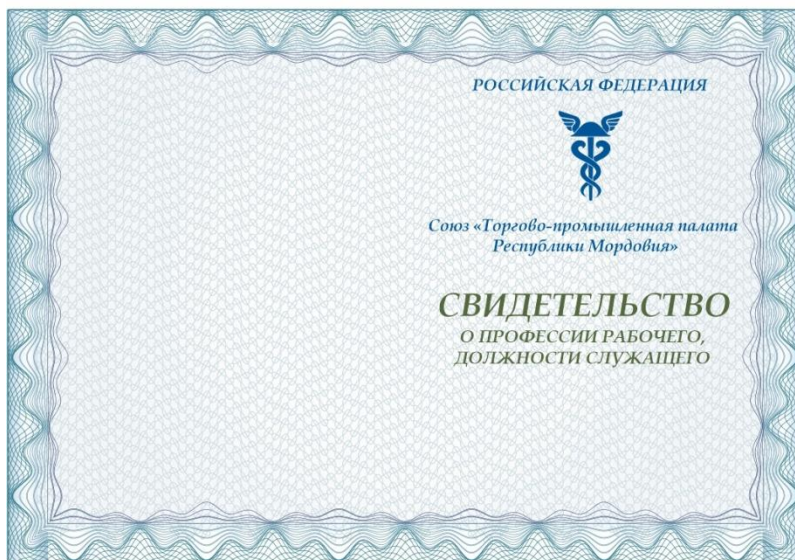 РОССИЙСКАЯ ФЕДЕРАЦИЯ
Союз «Торгово-промышленная палата
Республики Мордовия»
СВИДЕТЕЛЬСТВО
О ПРОФЕССИИ РАБОЧЕГО,
ДОЛЖНОСТИ СЛУЖАЩЕГО